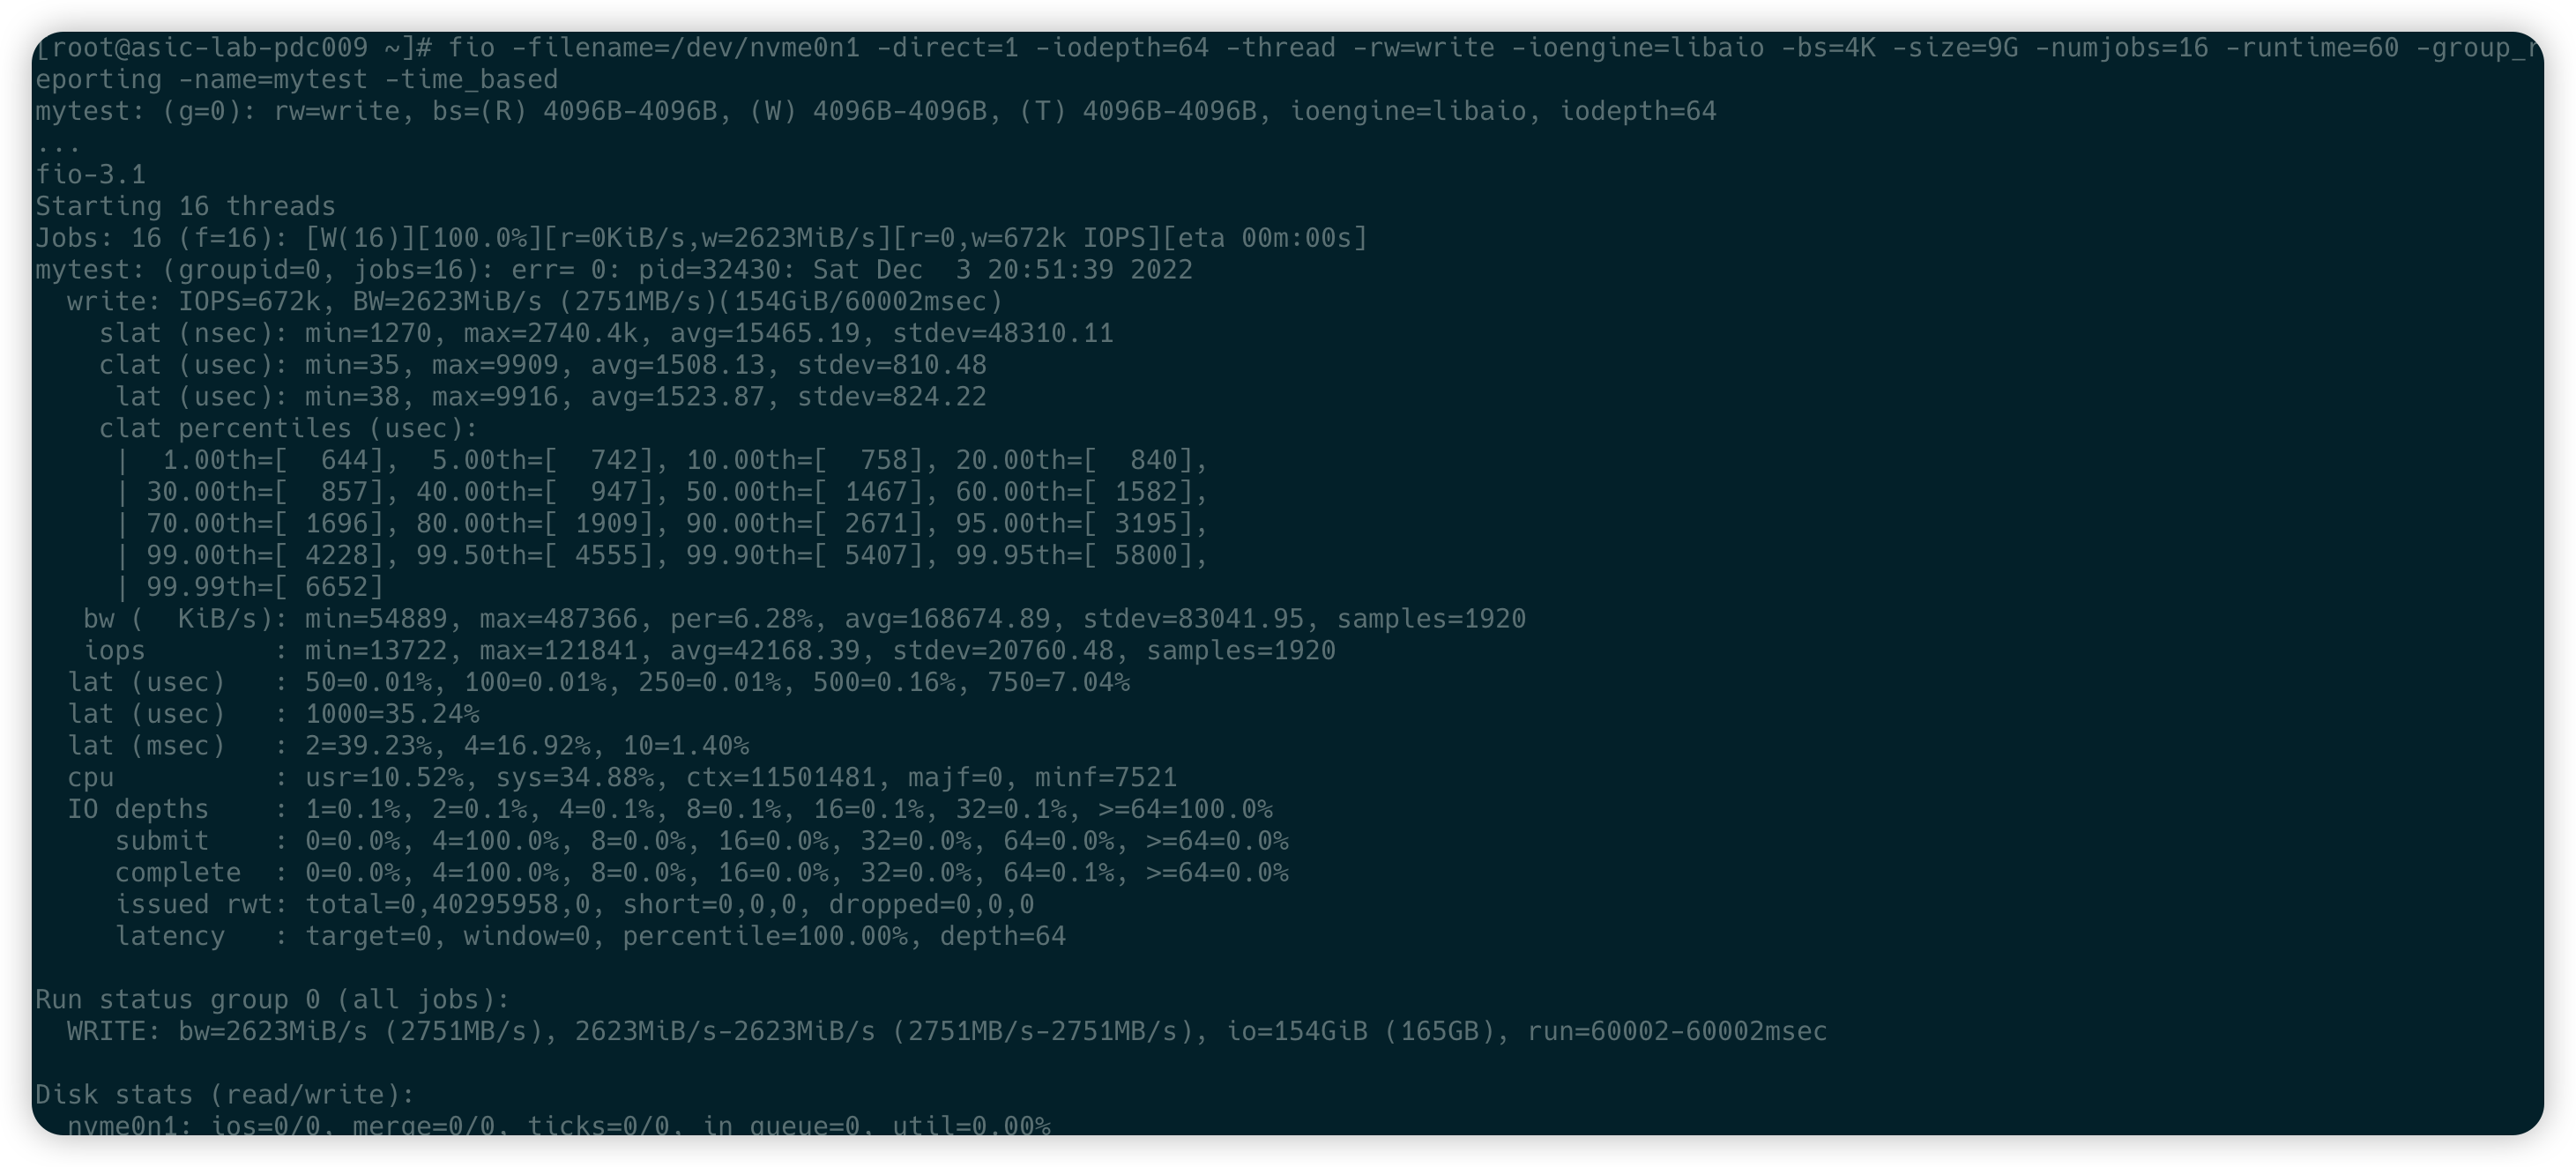 [root@asic-lab-pdc009 ~]# fio -filename=/dev/nvme0n1 -direct=1 -iodepth=64 -thread -rw=write -ioengine=libaio -bs=4K -size=9G -numjobs=16 -runtime=60 -group_r
eporting -name=mytest -time_based
mytest: (g=0): rw=write, bs=(R) 4096B-4096B, (W) 4096B-4096B, (T) 4096B-4096B, ioengine=libaio, iodepth=64
...
fio-3.1
Starting 16 threads
Jobs: 16 (f=16): [W(16)][100.0%][r=0KiB/s,w=2623MiB/s][r=0,w=672k IOPS][eta 00m:00s]
mytest: (groupid=0, jobs=16): err= 0: pid=32430: Sat Dec  3 20:51:39 2022
  write: IOPS=672k, BW=2623MiB/s (2751MB/s)(154GiB/60002msec)
    slat (nsec): min=1270, max=2740.4k, avg=15465.19, stdev=48310.11
    clat (usec): min=35, max=9909, avg=1508.13, stdev=810.48
     lat (usec): min=38, max=9916, avg=1523.87, stdev=824.22
    clat percentiles (usec):
     |  1.00th=[  644],  5.00th=[  742], 10.00th=[  758], 20.00th=[  840],
     | 30.00th=[  857], 40.00th=[  947], 50.00th=[ 1467], 60.00th=[ 1582],
     | 70.00th=[ 1696], 80.00th=[ 1909], 90.00th=[ 2671], 95.00th=[ 3195],
     | 99.00th=[ 4228], 99.50th=[ 4555], 99.90th=[ 5407], 99.95th=[ 5800],
     | 99.99th=[ 6652]
   bw (  KiB/s): min=54889, max=487366, per=6.28%, avg=168674.89, stdev=83041.95, samples=1920
   iops        : min=13722, max=121841, avg=42168.39, stdev=20760.48, samples=1920
  lat (usec)   : 50=0.01%, 100=0.01%, 250=0.01%, 500=0.16%, 750=7.04%
  lat (usec)   : 1000=35.24%
  lat (msec)   : 2=39.23%, 4=16.92%, 10=1.40%
  cpu          : usr=10.52%, sys=34.88%, ctx=11501481, majf=0, minf=7521
  IO depths    : 1=0.1%, 2=0.1%, 4=0.1%, 8=0.1%, 16=0.1%, 32=0.1%, >=64=100.0%
     submit    : 0=0.0%, 4=100.0%, 8=0.0%, 16=0.0%, 32=0.0%, 64=0.0%, >=64=0.0%
     complete  : 0=0.0%, 4=100.0%, 8=0.0%, 16=0.0%, 32=0.0%, 64=0.1%, >=64=0.0%
     issued rwt: total=0,40295958,0, short=0,0,0, dropped=0,0,0
     latency   : target=0, window=0, percentile=100.00%, depth=64
Run status group 0 (all jobs):
  WRITE: bw=2623MiB/s (2751MB/s), 2623MiB/s-2623MiB/s (2751MB/s-2751MB/s), io=154GiB (165GB), run=60002-60002msec
Disk stats (read/write):
  nvme0n1: ios=0/0, merge=0/0, ticks=0/0, in_queue=0, util=0.00%